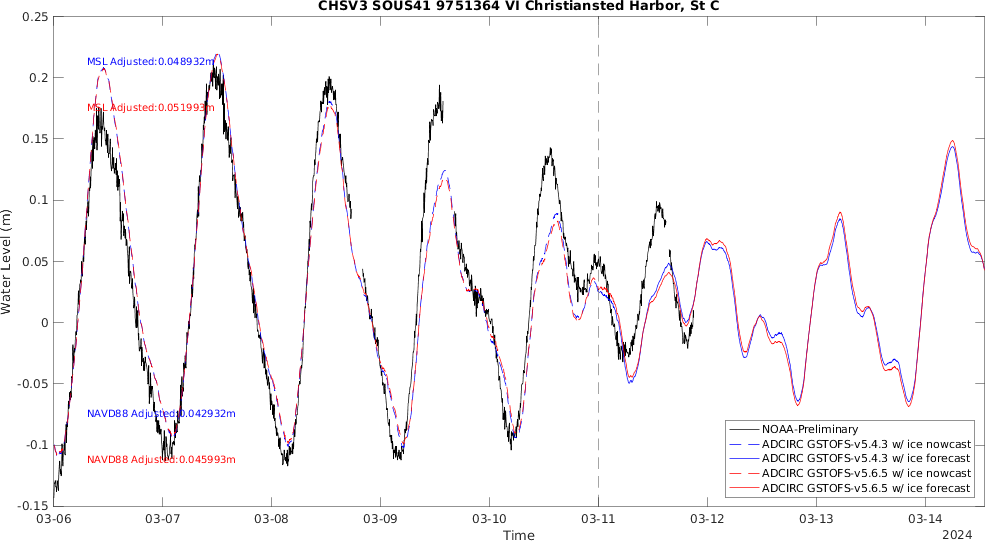 CHSV3 SOUS41 9751364 VI Christiansted Harbor, St C
0.25
0.2
0.15
0.1
0.05
0
-0.05
-0.1
-0.15
Water Level (m)
MSL Adjusted:0.048932m
MSL Adjusted:0.051993m
NAVD88 Adjusted:0.042932m
NAVD88 Adjusted:0.045993m
NOAA-Preliminary
ADCIRC GSTOFS-v5.4.3 w/ ice nowcast
ADCIRC GSTOFS-v5.4.3 w/ ice forecast
ADCIRC GSTOFS-v5.6.5 w/ ice nowcast
ADCIRC GSTOFS-v5.6.5 w/ ice forecast
03-06 03-07 03-08 03-09 03-10 03-11 03-12 03-13 03-14
Time
2024